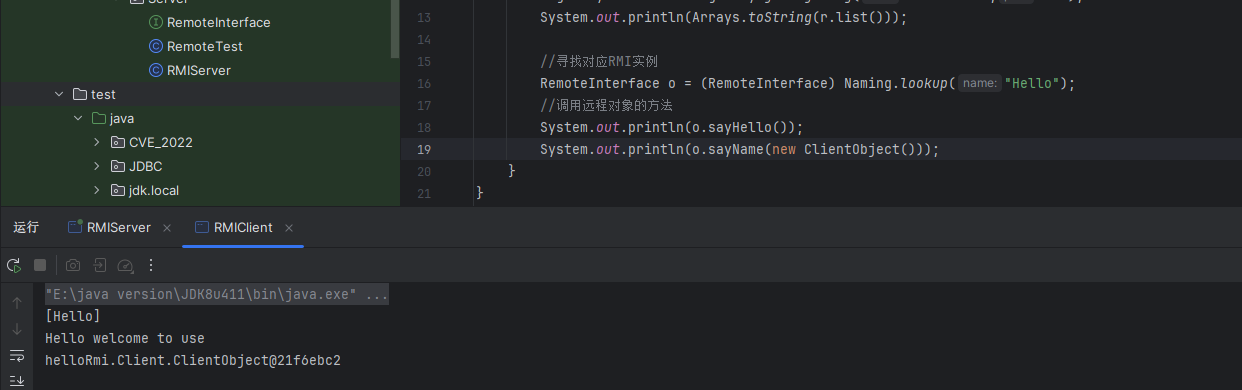 Server
RemoteInterface
RemoteTest
RMIServer
test
java
CVE_2022
JDBC
jdk.local
13 System.out.println(Arrays.toString(r.list()));
14
15 //寻找对应RMI实例
16 RemoteInterface o = (RemoteInterface) Naming.lookup( name: "Hello");
17 //调用远程对象的方法
18 System.out.println(o.sayHello());
19 System.out.println(o.sayName(new ClientObject()));
20 }
21 }
运行 RMIServer × RMIClient ×
"E:\java version\JDK8u411\bin\java.exe" ...
[Hello]
Hello welcome to use
helloRmi.Client.ClientObject@21f6ebc2